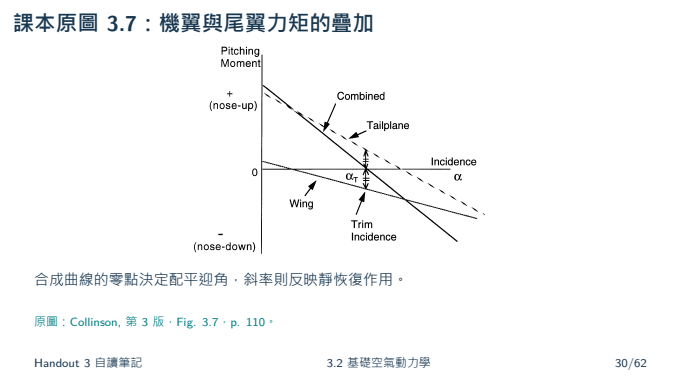 課本原圖 3.7：機翼與尾翼力矩的疊加
Pitching
Moment
+
(nose-up)
Combined
Tailplane
Incidence
α
0
αT
Wing
Trim
Incidence
–
(nose-down)
合成曲線的零點決定配平迎角，斜率則反映靜恢復作用。
原圖：Collinson, 第 3 版，Fig. 3.7，p. 110。
Handout 3 自讀筆記
3.2 基礎空氣動力學
30/62